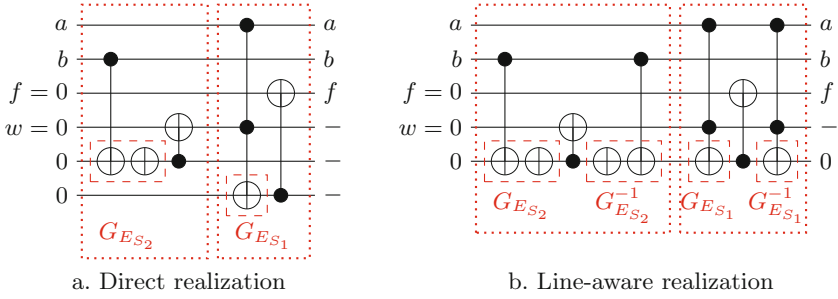 a a a a
b b b b
f = 0 f f = 0 f
w = 0 − w = 0 −
0 − 0 0
0 −
G_{E_{S_2}} G_{E_{S_1}} G_{E_{S_2}} G^{-1}_{E_{S_2}} G_{E_{S_1}} G^{-1}_{E_{S_1}}
a. Direct realization b. Line-aware realization